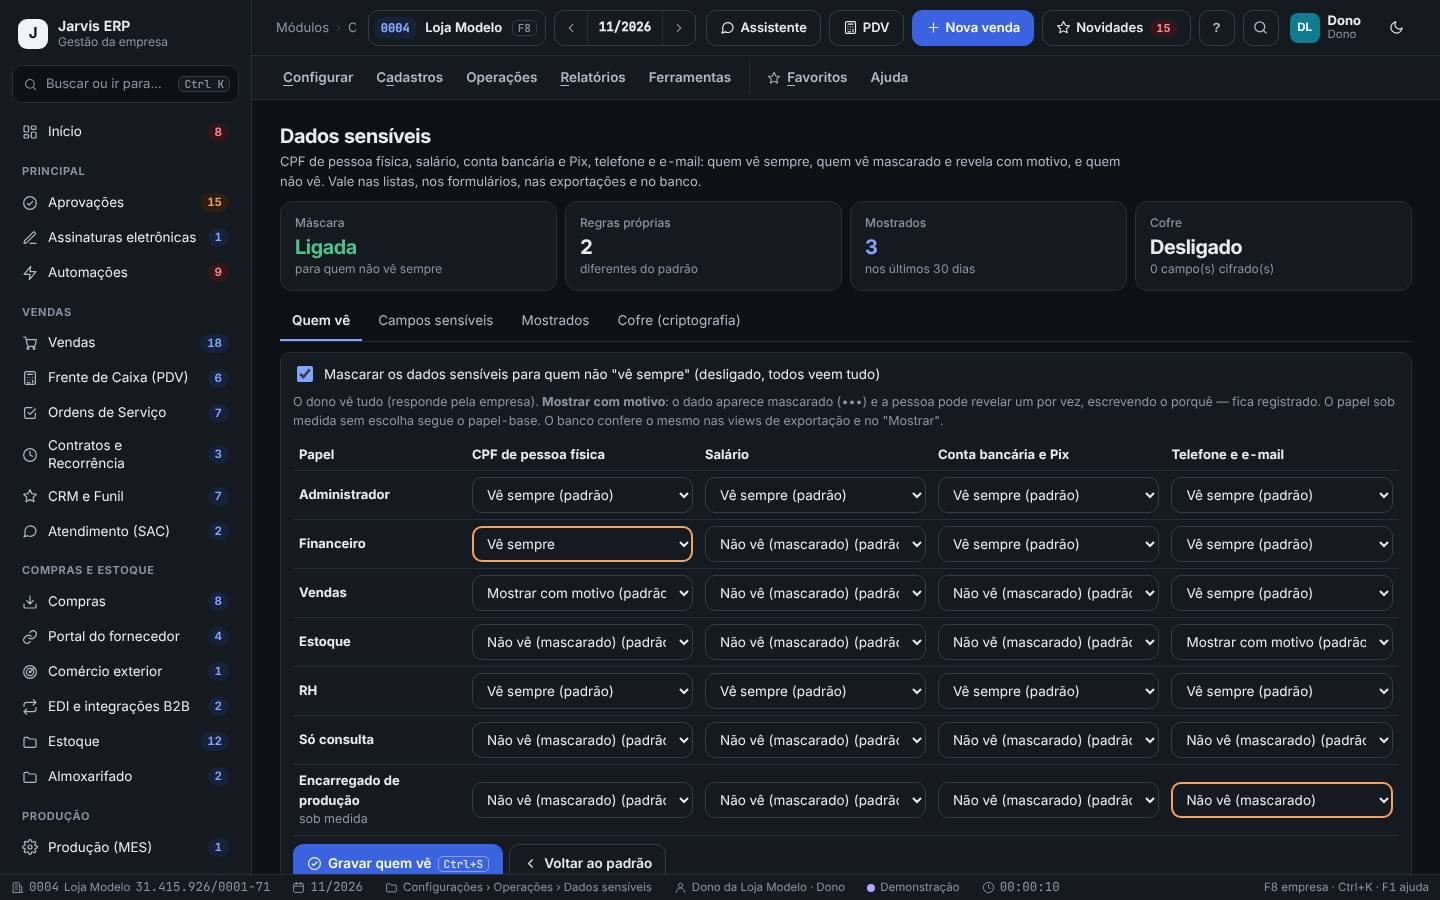 J
Jarvis ERP
Gestão da empresa
Buscar ou ir para... Ctrl K
Início 8
PRINCIPAL
Aprovações 15
Assinaturas eletrônicas 1
Automações 9
VENDAS
Vendas 18
Frente de Caixa (PDV) 6
Ordens de Serviço 7
Contratos e
Recorrência 3
CRM e Funil 7
Atendimento (SAC) 2
COMPRAS E ESTOQUE
Compras 8
Portal do fornecedor 4
Comércio exterior 1
EDI e integrações B2B 2
Estoque 12
Almoxarifado 2
PRODUÇÃO
Produção (MES) 1
Módulos › C 0004 Loja Modelo F8 11/2026 Assistente PDV Nova venda Novidades 15 ? DL Dono
Dono
Configurar Cadastros Operações Relatórios Ferramentas Favoritos Ajuda
Dados sensíveis
CPF de pessoa física, salário, conta bancária e Pix, telefone e e-mail: quem vê sempre, quem vê mascarado e revela com motivo, e quem
não vê. Vale nas listas, nos formulários, nas exportações e no banco.
Máscara Regras próprias Mostrados Cofre
Ligada 2 3 Desligado
para quem não vê sempre diferentes do padrão nos últimos 30 dias 0 campo(s) cifrado(s)
Quem vê Campos sensíveis Mostrados Cofre (criptografia)
Mascarar os dados sensíveis para quem não "vê sempre" (desligado, todos veem tudo)
O dono vê tudo (responde pela empresa). Mostrar com motivo: o dado aparece mascarado (•••) e a pessoa pode revelar um por vez, escrevendo o porquê — fica registrado. O papel sob
medida sem escolha segue o papel-base. O banco confere o mesmo nas views de exportação e no "Mostrar".
Papel CPF de pessoa física Salário Conta bancária e Pix Telefone e e-mail
Administrador Vê sempre (padrão) Vê sempre (padrão) Vê sempre (padrão) Vê sempre (padrão)
Financeiro Vê sempre Não vê (mascarado) (padrão Vê sempre (padrão) Vê sempre (padrão)
Vendas Mostrar com motivo (padrão Não vê (mascarado) (padrão Não vê (mascarado) (padrão Vê sempre (padrão)
Estoque Não vê (mascarado) (padrão Não vê (mascarado) (padrão Não vê (mascarado) (padrão Mostrar com motivo (padrão
RH Vê sempre (padrão) Vê sempre (padrão) Vê sempre (padrão) Vê sempre (padrão)
Só consulta Não vê (mascarado) (padrão Não vê (mascarado) (padrão Não vê (mascarado) (padrão Não vê (mascarado) (padrão
Encarregado de
produção
sob medida Não vê (mascarado) (padrão Não vê (mascarado) (padrão Não vê (mascarado) (padrão Não vê (mascarado)
Gravar quem vê Ctrl+S Voltar ao padrão
0004 Loja Modelo 31.415.926/0001-71 11/2026 Configurações › Operações › Dados sensíveis Dono da Loja Modelo · Dono Demonstração 00:00:10 F8 empresa · Ctrl+K · F1 ajuda